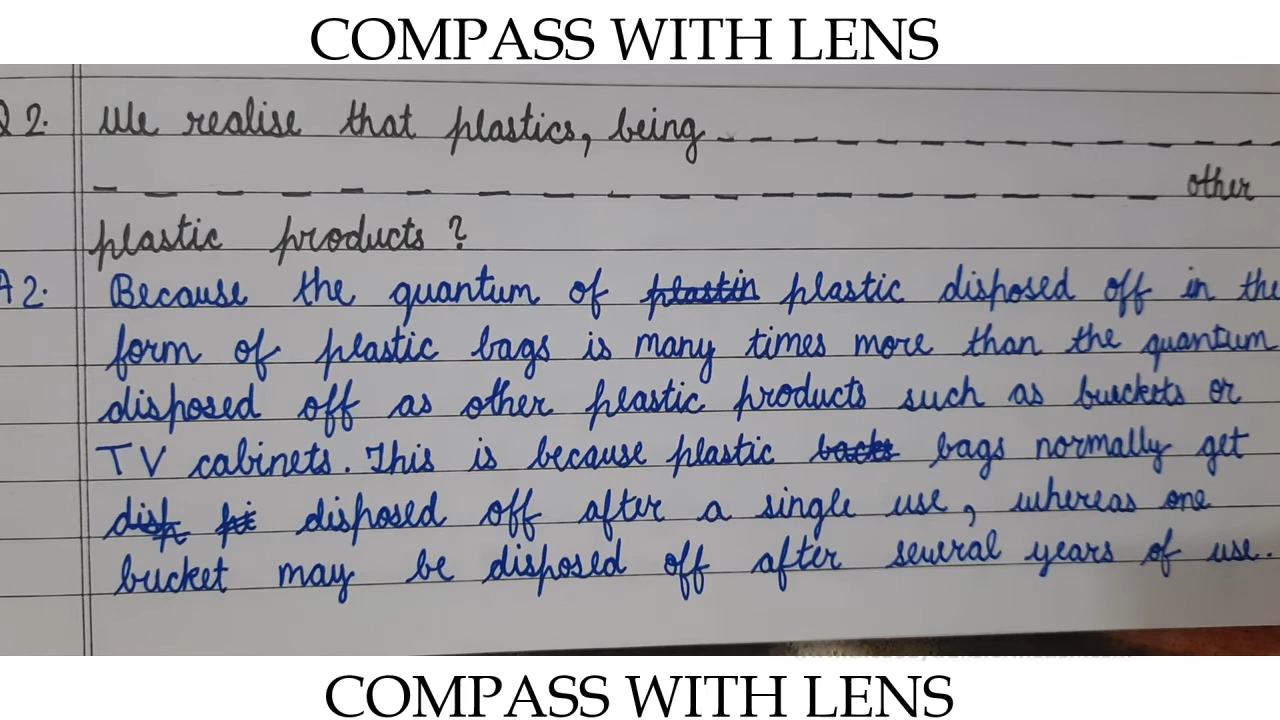 COMPASS WITH LENS
Q 2. We realise that plastics, being - - - - - - - - - - - - -
- - - - - - - - - - - - - - - - - other
plastic products ?
A 2. Because the quantum of plastin plastic disposed off in the
form of plastic bags is many times more than the quantum
disposed off as other plastic products such as buckets or
TV cabinets. This is because plastic backs bags normally get
disp disposed off after a single use, whereas one
bucket may be disposed off after several years of use.
COMPASS WITH LENS